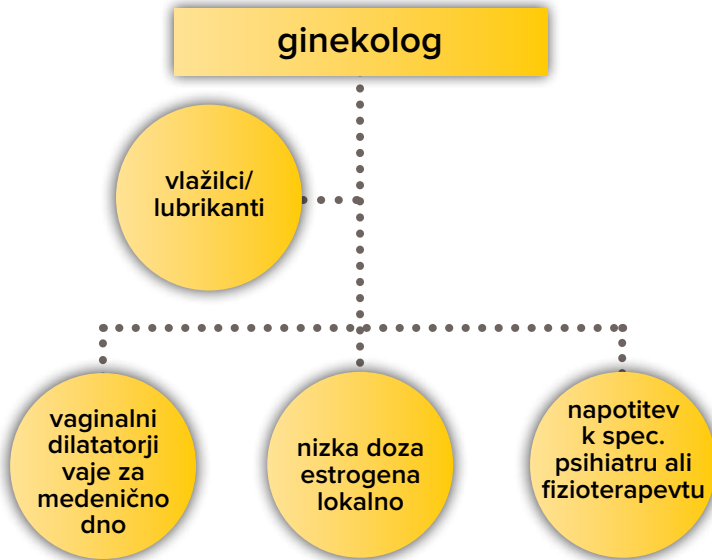 ginekolog
vlažilci/
lubrikanti
vaginalni
dilatatorji
vaje za
medenično
dno
nizka doza
estrogena
lokalno
napotitev
k spec.
psihiatru ali
fizioterapevtu